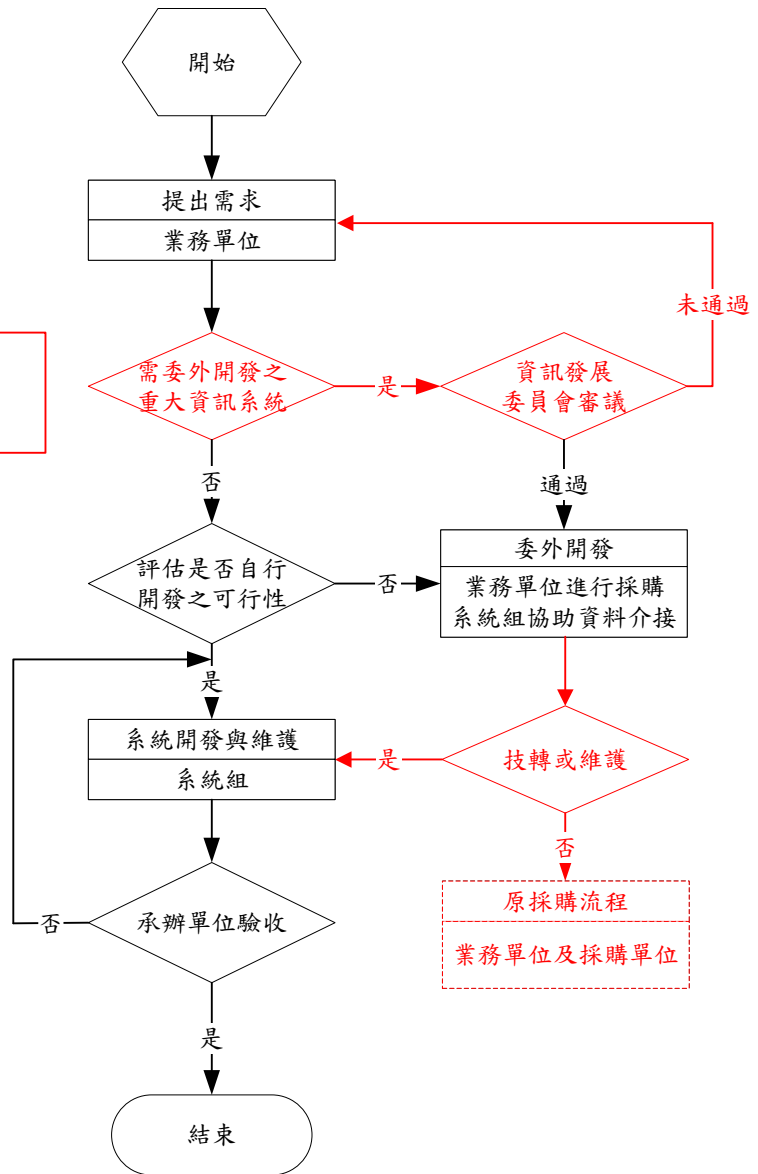 開始
提出需求
業務單位
未通過
需委外開發之
重大資訊系統
是
資訊發展
委員會審議
否
通過
評估是否自行
開發之可行性
否
委外開發
業務單位進行採購
系統組協助資料介接
是
系統開發與維護
系統組
是
技轉或維護
否
原採購流程
業務單位及採購單位
否
承辦單位驗收
是
結束